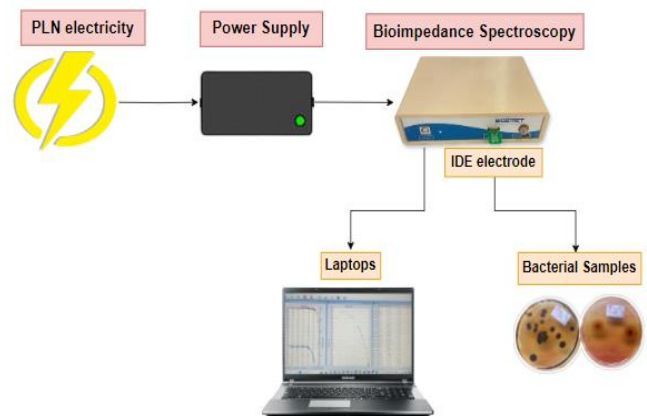 PLN electricity
Power Supply
Bioimpedance Spectroscopy
IDE electrode
Laptops
Bacterial Samples